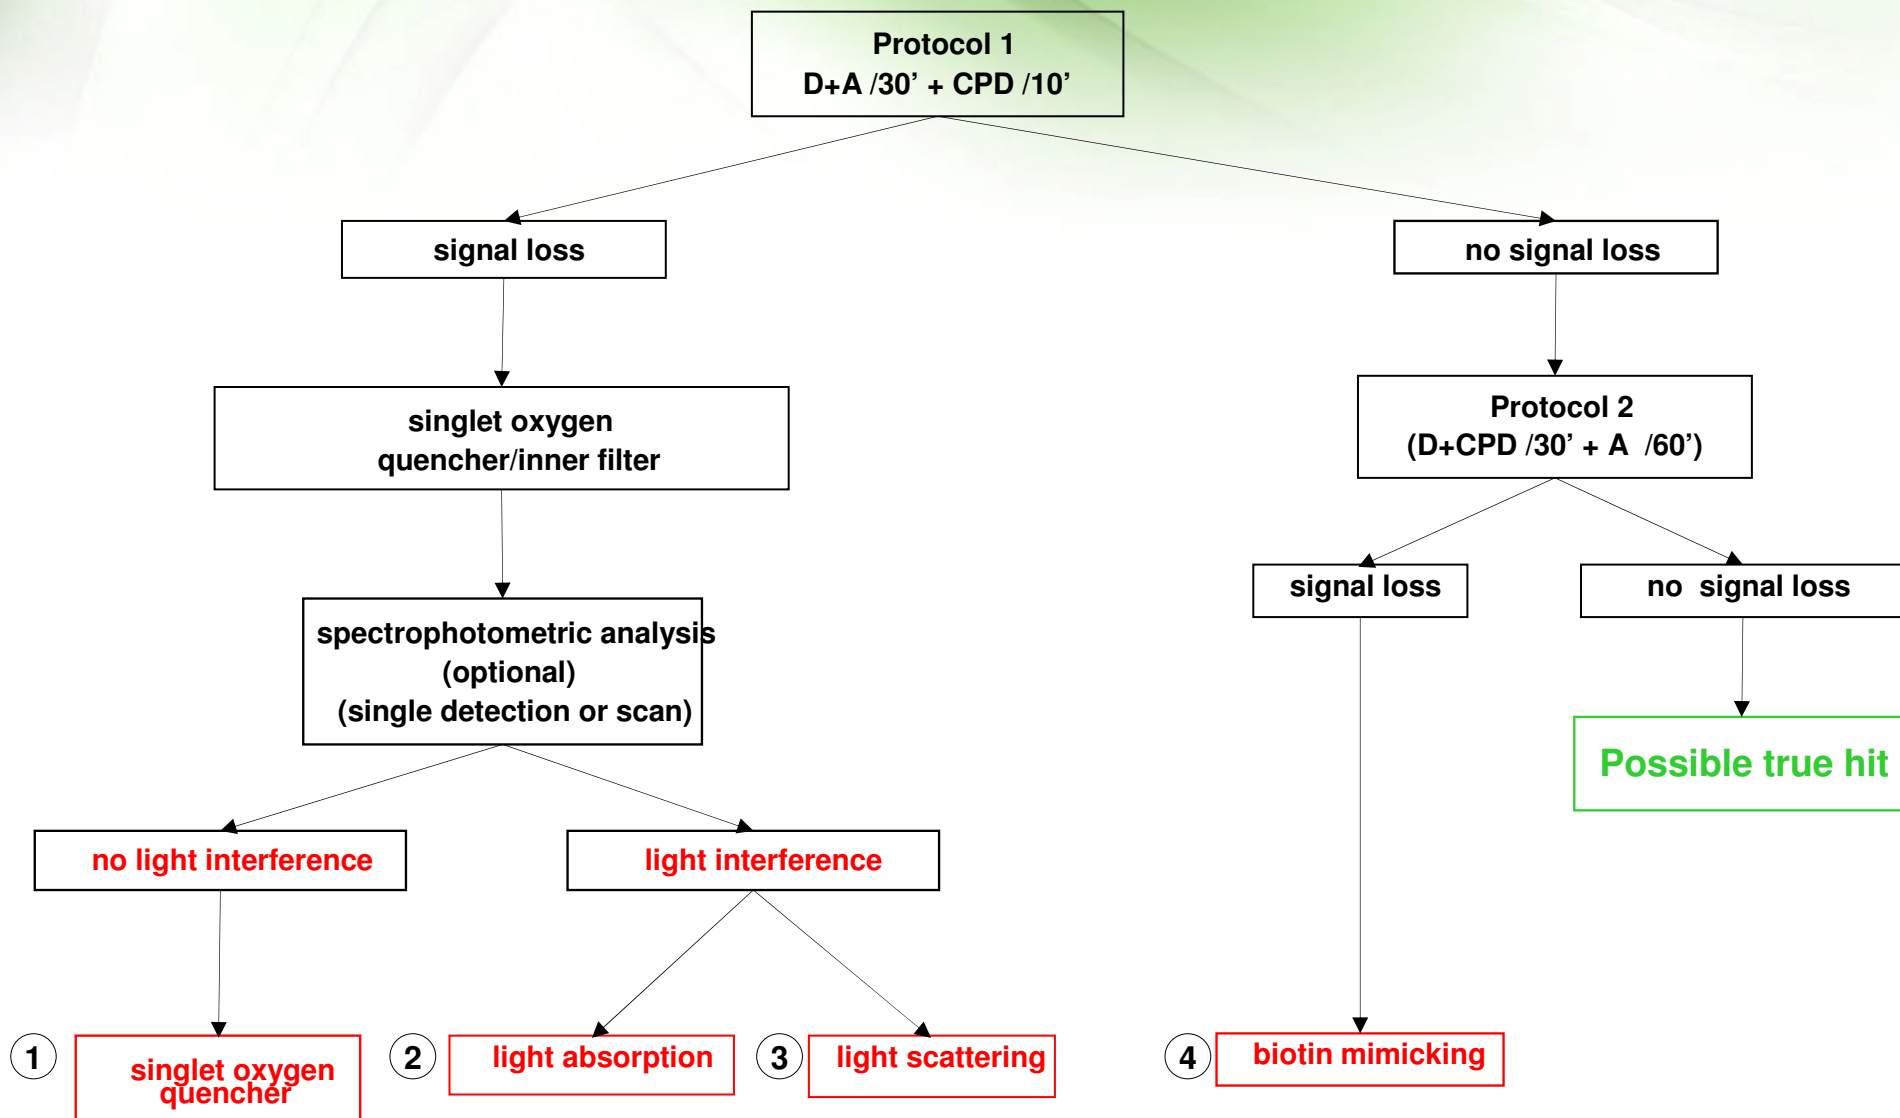 Protocol 1
D+A /30’ + CPD /10’
signal loss
no signal loss
singlet oxygen
quencher/inner filter
Protocol 2
(D+CPD /30’ + A /60’)
signal loss
no signal loss
spectrophotometric analysis
(optional)
(single detection or scan)
Possible true hit
no light interference
light interference
1
singlet oxygen
quencher
2
light absorption
3
light scattering
4
biotin mimicking